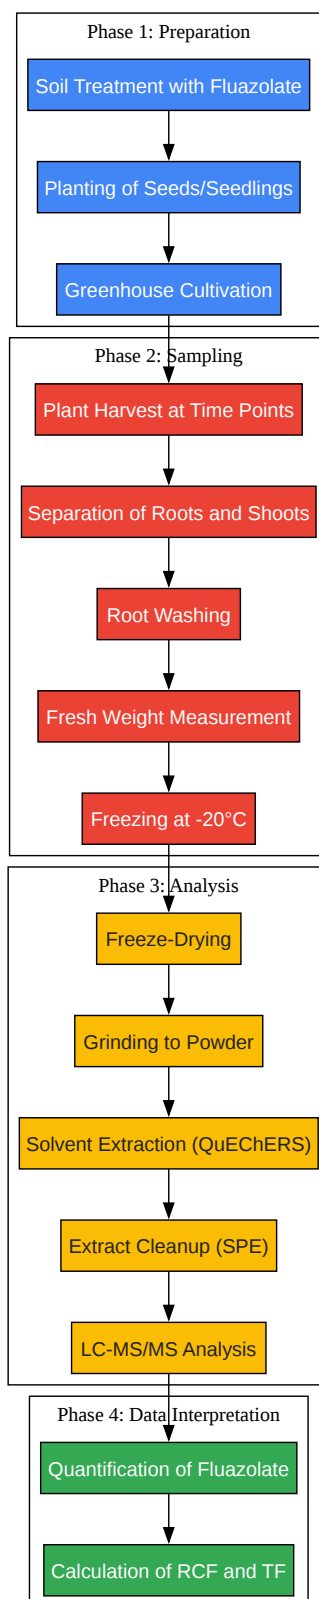 Phase 1: Preparation
Soil Treatment with Fluazolate
Planting of Seeds/Seedlings
Greenhouse Cultivation
Phase 2: Sampling
Plant Harvest at Time Points
Separation of Roots and Shoots
Root Washing
Fresh Weight Measurement
Freezing at -20°C
Phase 3: Analysis
Freeze-Drying
Grinding to Powder
Solvent Extraction (QuEChERS)
Extract Cleanup (SPE)
LC-MS/MS Analysis
Phase 4: Data Interpretation
Quantification of Fluazolate
Calculation of RCF and TF